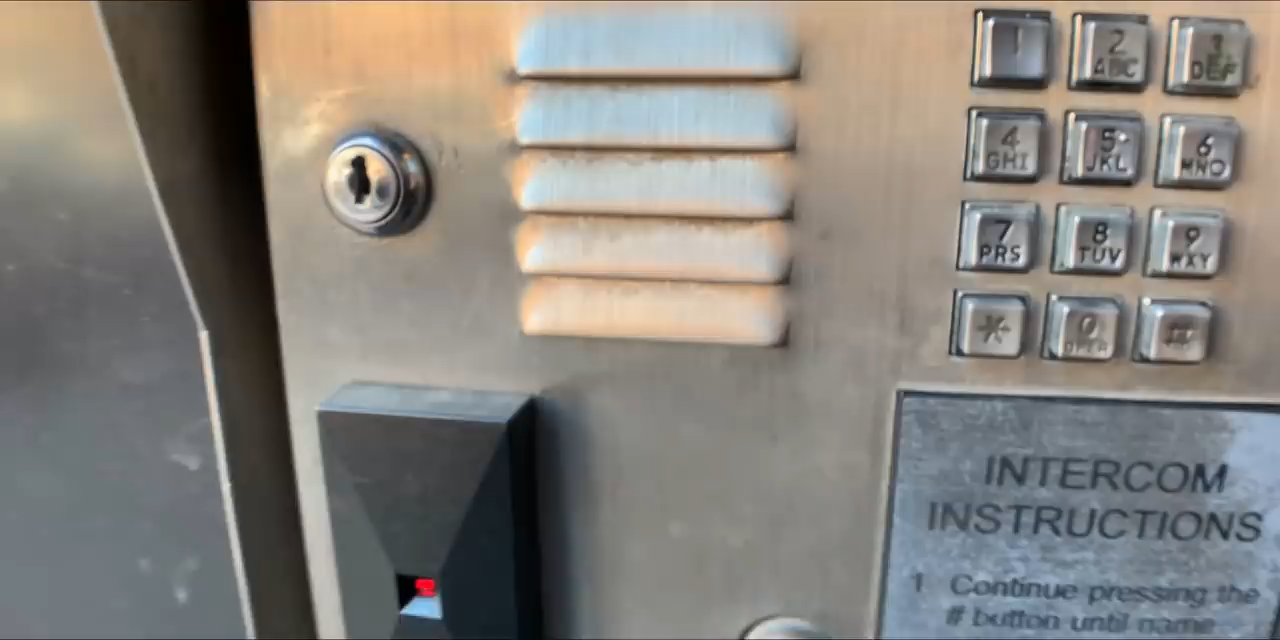 1 2 3
ABC DEF
4 5 6
GHI JKL MNO
7 8 9
PRS TUV WXY
* 0 #
OPER
INTERCOM
INSTRUCTIONS
1 Continue pressing the
# button until name